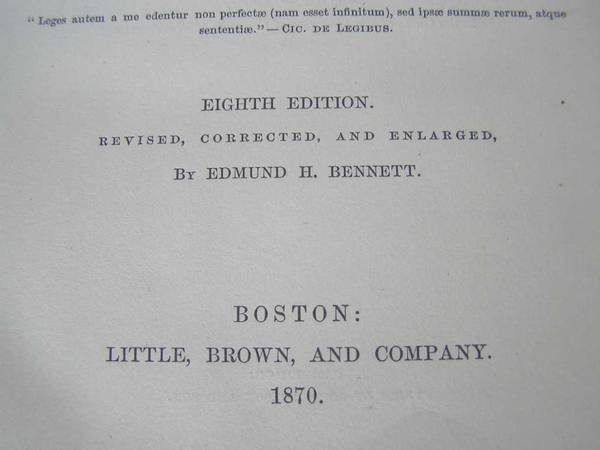 "Leges autem a me edentur non perfectæ (nam esset infinitum), sed ipsæ summæ rerum, atque
sententiæ."—CIC. DE LEGIBUS.
EIGHTH EDITION.
REVISED, CORRECTED, AND ENLARGED,
By EDMUND H. BENNETT.
BOSTON:
LITTLE, BROWN, AND COMPANY.
1870.